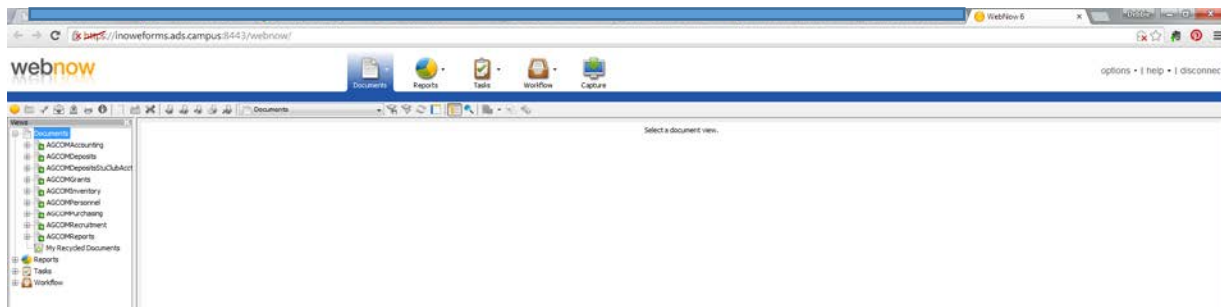 WebNow 6
https://inoweforms.ads.campus:8443/webnow/
webnow
Documents
Reports
Tasks
Workflow
Capture
options • | help • | disconnec
Documents
Views
Documents
AGCOMAccounting
AGCOMDeposits
AGCOMDepositsStuClubAcct
AGCOMGrants
AGCOMInventory
AGCOMPersonnel
AGCOMPurchasing
AGCOMRecruitment
AGCOMReports
My Recycled Documents
Reports
Tasks
Workflow
Select a document view.